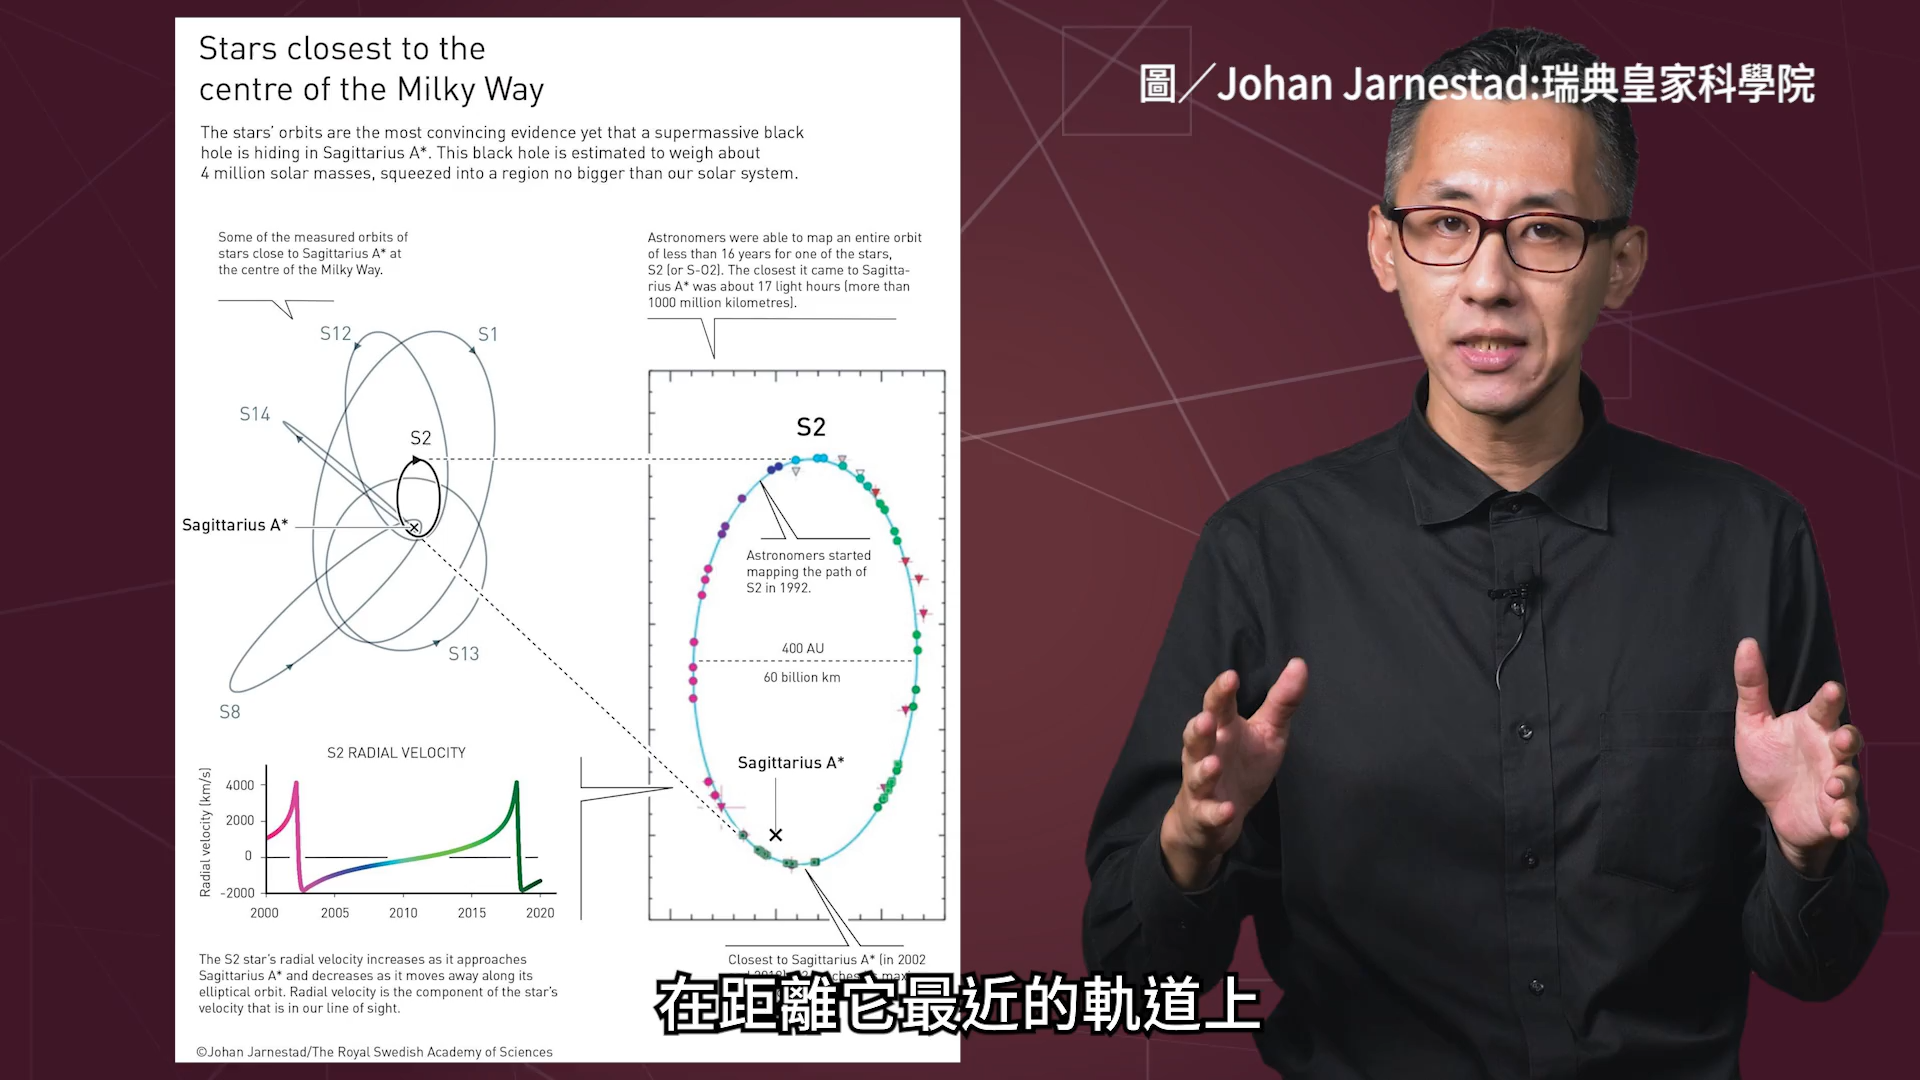 Stars closest to the
centre of the Milky Way
The stars’ orbits are the most convincing evidence yet that a supermassive black
hole is hiding in Sagittarius A*. This black hole is estimated to weigh about
4 million solar masses, squeezed into a region no bigger than our solar system.
圖／Johan Jarnestad:瑞典皇家科學院
Some of the measured orbits of
stars close to Sagittarius A* at
the centre of the Milky Way.
Astronomers were able to map an entire orbit
of less than 16 years for one of the stars,
S2 (or S-O2). The closest it came to Sagitta-
rius A* was about 17 light hours (more than
1000 million kilometres).
S12
S1
S14
S2
Sagittarius A*
S13
S8
S2
Astronomers started
mapping the path of
S2 in 1992.
400 AU
60 billion km
Sagittarius A*
S2 RADIAL VELOCITY
Radial velocity (km/s)
4000
2000
0
-2000
2000 2005 2010 2015 2020
The S2 star’s radial velocity increases as it approaches
Sagittarius A* and decreases as it moves away along its
elliptical orbit. Radial velocity is the component of the star’s
velocity that is in our line of sight.
Closest to Sagittarius A* (in 2002
在距離它最近的軌道上
©Johan Jarnestad/The Royal Swedish Academy of Sciences